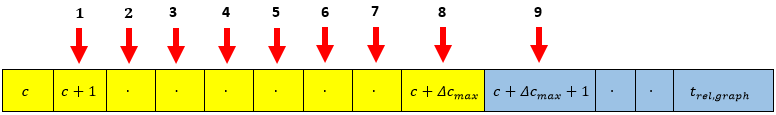 1 2 3 4 5 6 7 8 9
c c + 1 · · · · · · c + Δc_max c + Δc_max + 1 · · t_rel,graph